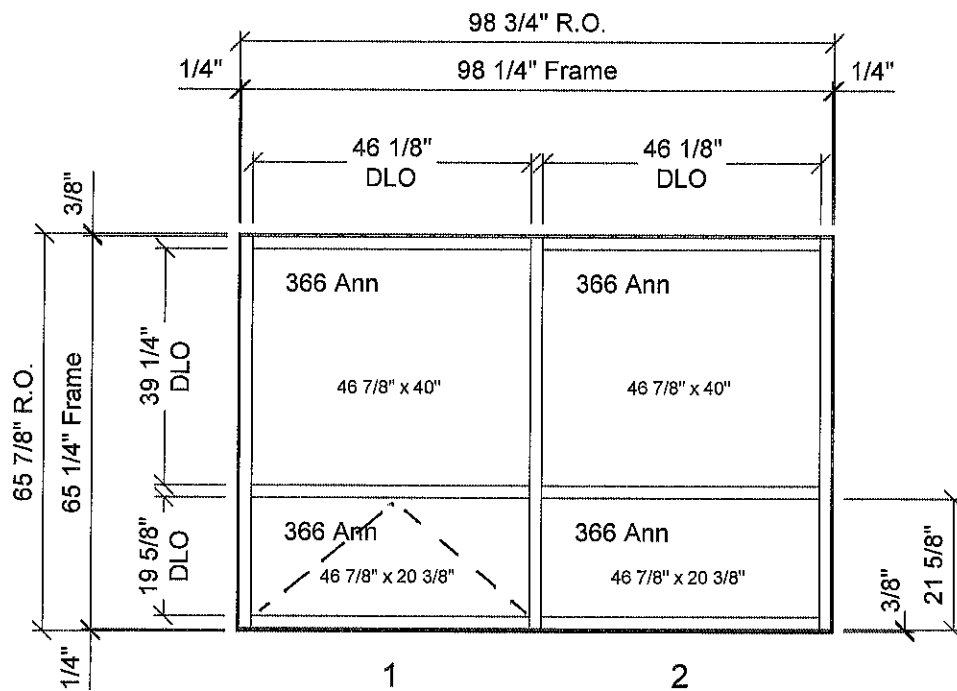 98 3/4" R.O.
1/4" 98 1/4" Frame 1/4"
46 1/8"
DLO
46 1/8"
DLO
3/8"
65 7/8" R.O.
65 1/4" Frame
39 1/4"
DLO
19 5/8"
DLO
1/4"
366 Ann
46 7/8" x 40"
366 Ann
46 7/8" x 40"
366 Ann
46 7/8" x 20 3/8"
366 Ann
46 7/8" x 20 3/8"
3/8"
21 5/8"
1 2